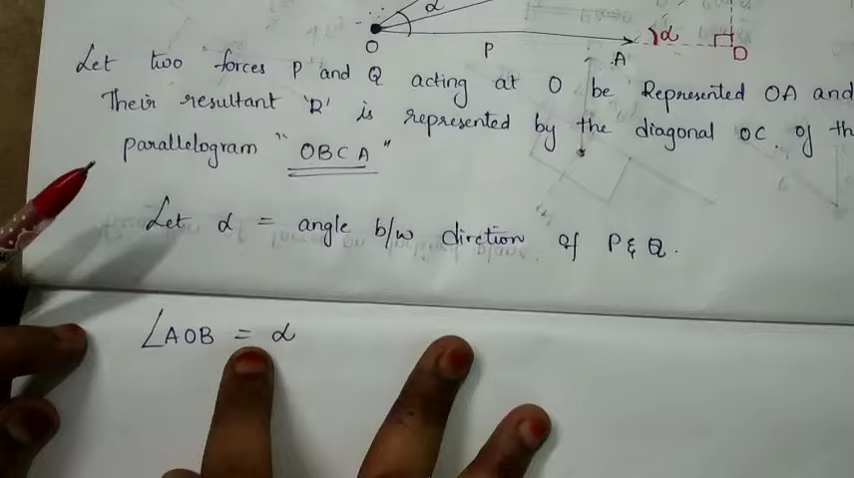 α
O
P
A
α
D
Let two forces P and Q acting at O be Represented OA and
Their resultant 'R' is represented by the diagonal OC. of th
parallelogram "OBCA"
Let α = angle b/w dirction of P & Q.
∠AOB = α